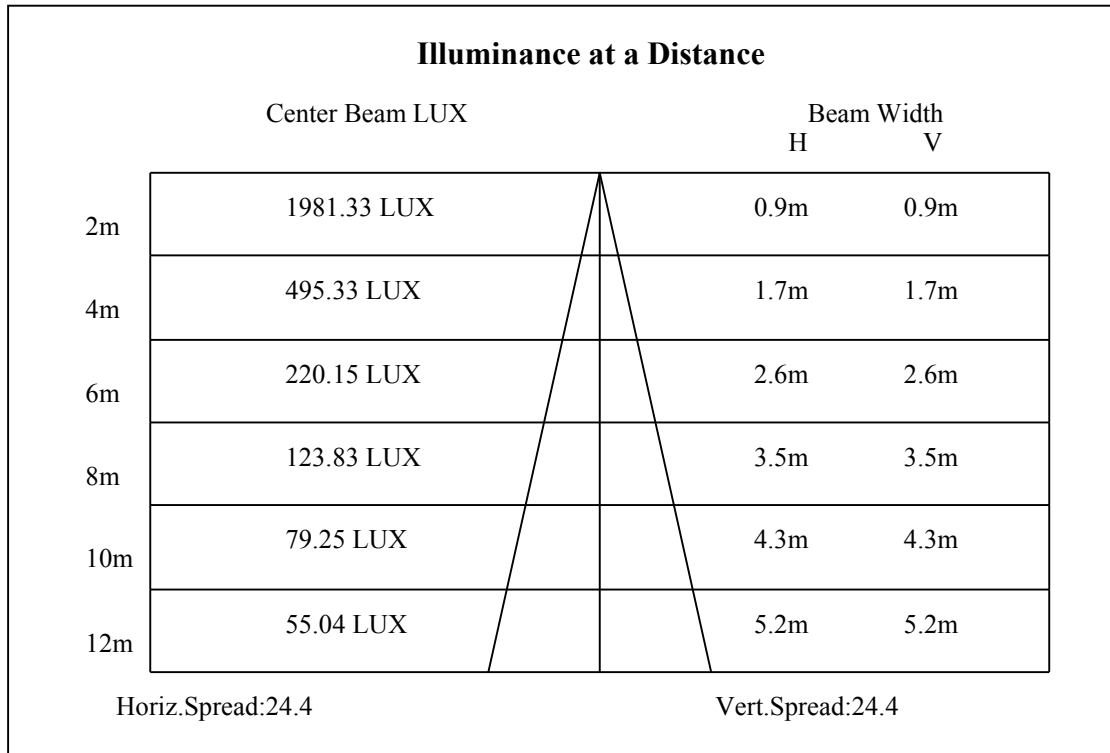 Illuminance at a Distance
Center Beam LUX Beam Width
H V
2m 1981.33 LUX 0.9m 0.9m
4m 495.33 LUX 1.7m 1.7m
6m 220.15 LUX 2.6m 2.6m
8m 123.83 LUX 3.5m 3.5m
10m 79.25 LUX 4.3m 4.3m
12m 55.04 LUX 5.2m 5.2m
Horiz.Spread:24.4 Vert.Spread:24.4